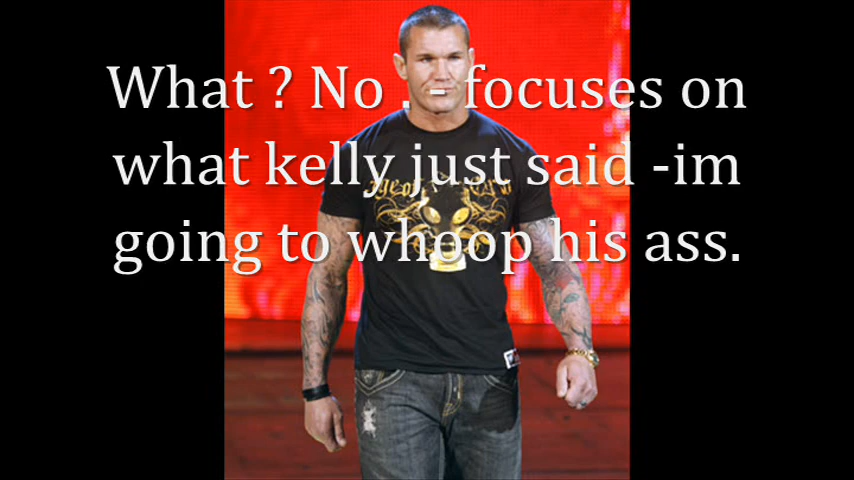 What ? No . . focuses on
what kelly just said -im
going to whoop his ass.